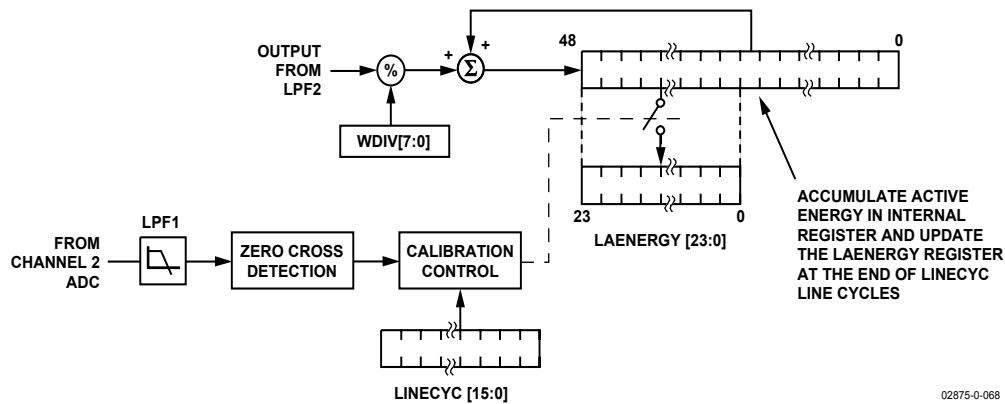 OUTPUT
FROM
LPF2
%
+
+
Σ
48
0
WDIV[7:0]
23
0
LAENERGY [23:0]
ACCUMULATE ACTIVE
ENERGY IN INTERNAL
REGISTER AND UPDATE
THE LAENERGY REGISTER
AT THE END OF LINECYC
LINE CYCLES
FROM
CHANNEL 2
ADC
LPF1
ZERO CROSS
DETECTION
CALIBRATION
CONTROL
LINECYC [15:0]
02875-0-068